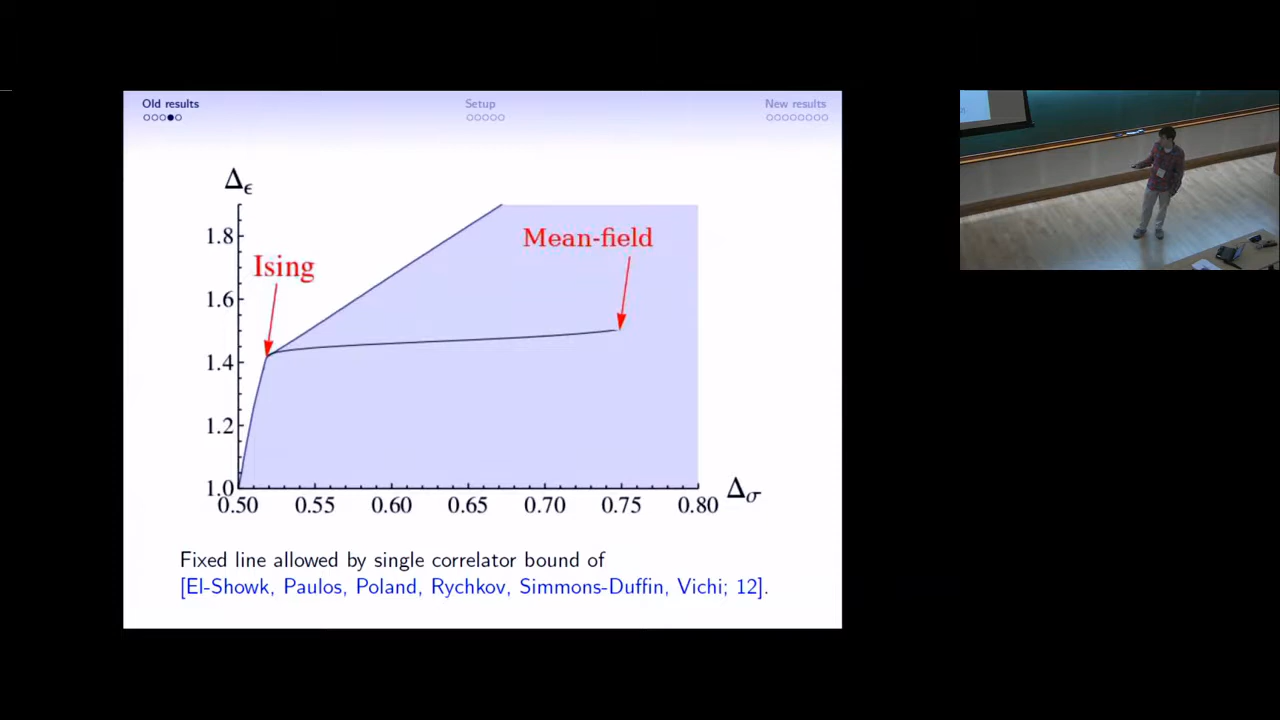 Old results
Setup
New results
Δϵ
1.8
1.6
1.4
1.2
1.0
Ising
Mean-field
0.50
0.55
0.60
0.65
0.70
0.75
0.80
Δσ
Fixed line allowed by single correlator bound of
[El-Showk, Paulos, Poland, Rychkov, Simmons-Duffin, Vichi; 12].